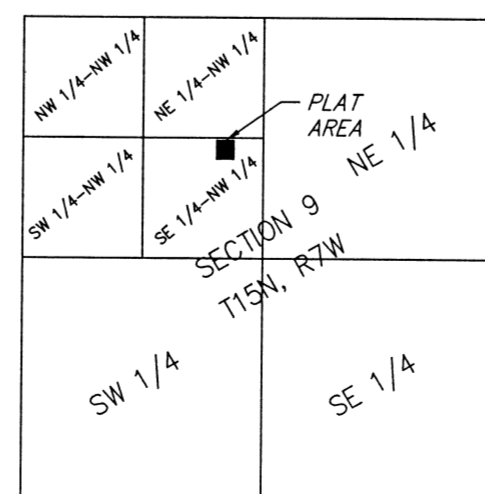 NW 1/4-NW 1/4
NE 1/4-NW 1/4
PLAT
AREA
NE 1/4
SW 1/4-NW 1/4
SE 1/4-NW 1/4
SECTION 9
T15N, R7W
SW 1/4
SE 1/4